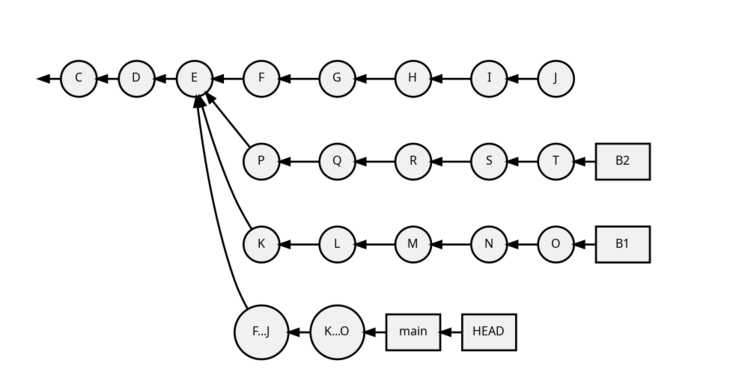 C D E F G H I J
P Q R S T B2
K L M N O B1
F...J K...O main HEAD